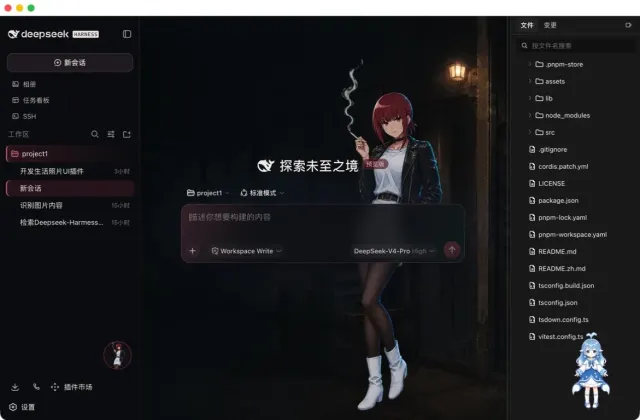 deepseek HARNESS
新会话
相册
任务看板
SSH
工作区
project1
开发生活照片UI插件 3小时
新会话
识别图片内容 15小时
检索Deepseek-Harmess... 15小时
插件市场
设置
探索未至之境 预览版
project1 标准模式
描述你想要构建的内容
Workspace Write
DeepSeek-V4-Pro High
文件 变更
按文件名搜索
.pnpm-store
assets
lib
node_modules
src
.gitignore
cordis.patch.yml
LICENSE
package.json
pnpm-lock.yaml
pnpm-workspace.yaml
README.md
README.zh.md
tsconfig.build.json
tsconfig.json
tsdown.config.ts
vitest.config.ts